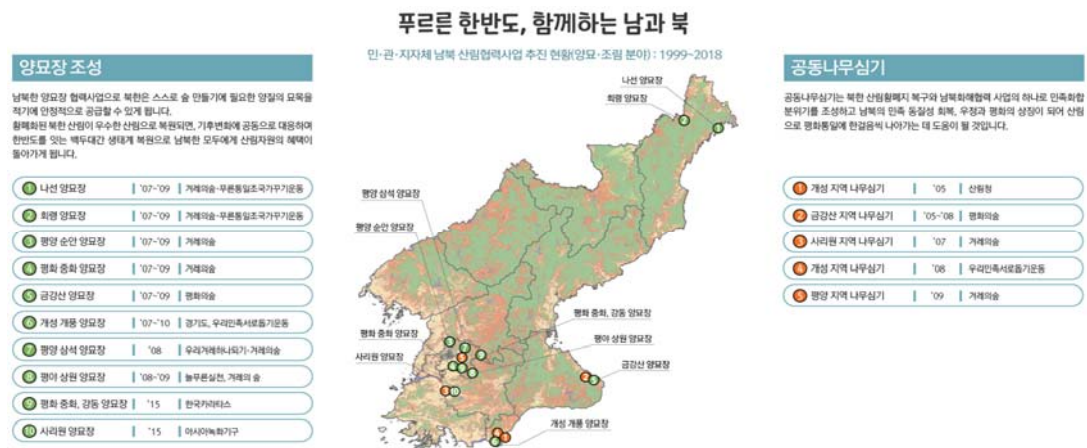 푸르른 한반도, 함께하는 남과 북
민·관·지자체 남북 산림협력사업 추진 현황(양묘·조림 분야) : 1999~2018
양묘장 조성
남북한 양묘장 협력사업으로 북한은 스스로 숲 만들기에 필요한 양질의 묘목을
적기에 안정적으로 공급할 수 있게 됩니다.
황폐화된 북한 산림이 우수한 산림으로 복원되면, 기후변화에 공동으로 대응하며
한반도를 잇는 백두대간 생태계 복원으로 남북한 모두에게 산림자원의 혜택이
돌아가게 됩니다.
1 나선 양묘장 '07~'09 겨레의숲-푸른통일조국가꾸기운동
2 회령 양묘장 '07~'09 겨레의숲-푸른통일조국가꾸기운동
3 평양 순안 양묘장 '07~'09 겨레의숲
4 평화 중화 양묘장 '07~'09 겨레의숲
5 금강산 양묘장 '07~'09 평화의숲
6 개성 개풍 양묘장 '07~'10 경기도, 우리민족서로돕기운동
7 평양 삼석 양묘장 '08 우리겨레하나되기-겨레의숲
8 평야 상원 양묘장 '08~'09 늘푸른실천, 겨레의 숲
9 평화 중화, 강동 양묘장 '15 한국카리타스
10 사리원 양묘장 '15 아시아녹화기구
나선 양묘장
회령 양묘장
2
1
평양 삼석 양묘장
평양 순안 양묘장
평화 중화 양묘장
사리원 양묘장
평화 중화, 강동 양묘장
평야 상원 양묘장
금강산 양묘장
개성 개풍 양묘장
공동나무심기
공동나무심기는 북한 산림황폐지 복구와 남북화해협력 사업의 하나로 민족화합
분위기를 조성하고 남북의 민족 동질성 회복, 우정과 평화의 상징이 되어 산림
으로 평화통일에 한걸음씩 나아가는 데 도움이 될 것입니다.
1 개성 지역 나무심기 '05 산림청
2 금강산 지역 나무심기 '05~'08 평화의숲
3 사리원 지역 나무심기 '07 겨레의숲
4 개성 지역 나무심기 '08 우리민족서로돕기운동
5 평양 지역 나무심기 '09 겨레의숲